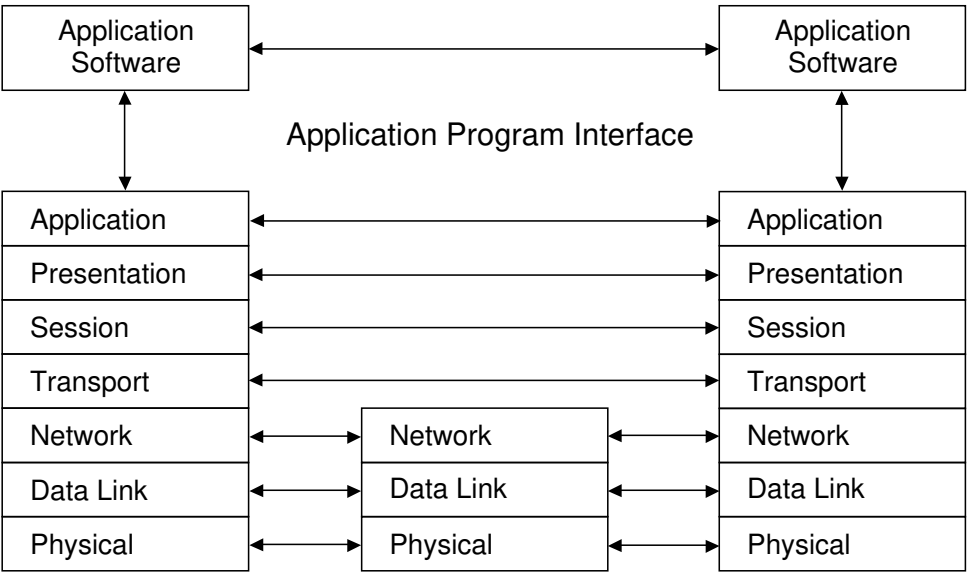 Application
Software
Application
Software
Application Program Interface
Application
Application
Presentation
Presentation
Session
Session
Transport
Transport
Network
Network
Network
Data Link
Data Link
Data Link
Physical
Physical
Physical